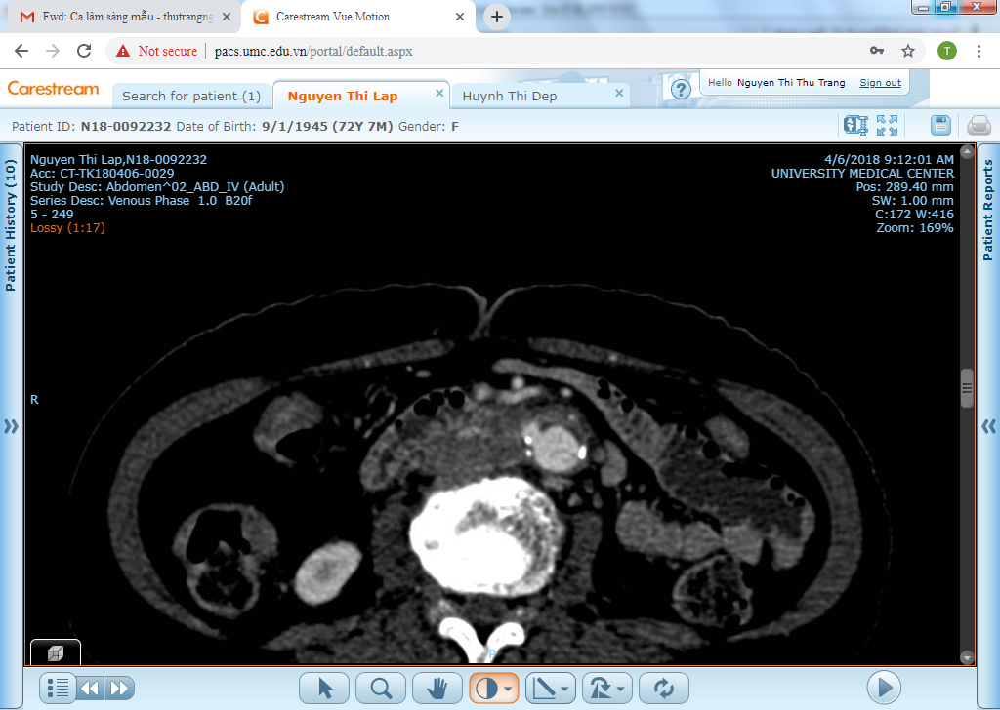 Fwd: Ca lâm sàng mẫu - thutrangng
Carestream Vue Motion
Not secure | pacs.umc.edu.vn/portal/default.aspx
T
Carestream
Search for patient (1)
Nguyen Thi Lap
Huynh Thi Dep
?
Hello Nguyen Thi Thu Trang Sign out
Patient ID: N18-0092232 Date of Birth: 9/1/1945 (72Y 7M) Gender: F
Patient History (10)
Patient Reports
Nguyen Thi Lap,N18-0092232
Acc: CT-TK180406-0029
Study Desc: Abdomen^02_ABD_IV (Adult)
Series Desc: Venous Phase 1.0 B20f
5 - 249
Lossy (1:17)
4/6/2018 9:12:01 AM
UNIVERSITY MEDICAL CENTER
Pos: 289.40 mm
SW: 1.00 mm
C:172 W:416
Zoom: 169%
R
P